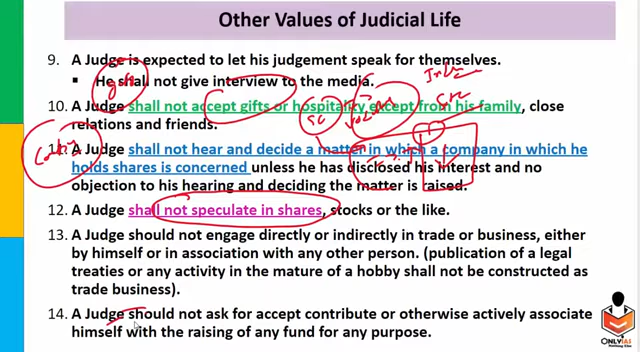 Other Values of Judicial Life
9. A Judge is expected to let his judgement speak for themselves.
▪ He shall not give interview to the media.
10. A Judge shall not accept gifts or hospitality except from his family, close
relations and friends.
11. A Judge shall not hear and decide a matter in which a company in which he
holds shares is concerned unless he has disclosed his interest and no
objection to his hearing and deciding the matter is raised.
12. A Judge shall not speculate in shares, stocks or the like.
13. A Judge should not engage directly or indirectly in trade or business, either
by himself or in association with any other person. (publication of a legal
treaties or any activity in the mature of a hobby shall not be constructed as
trade business).
14. A Judge should not ask for accept contribute or otherwise actively associate
himself with the raising of any fund for any purpose.
ONLYIAS